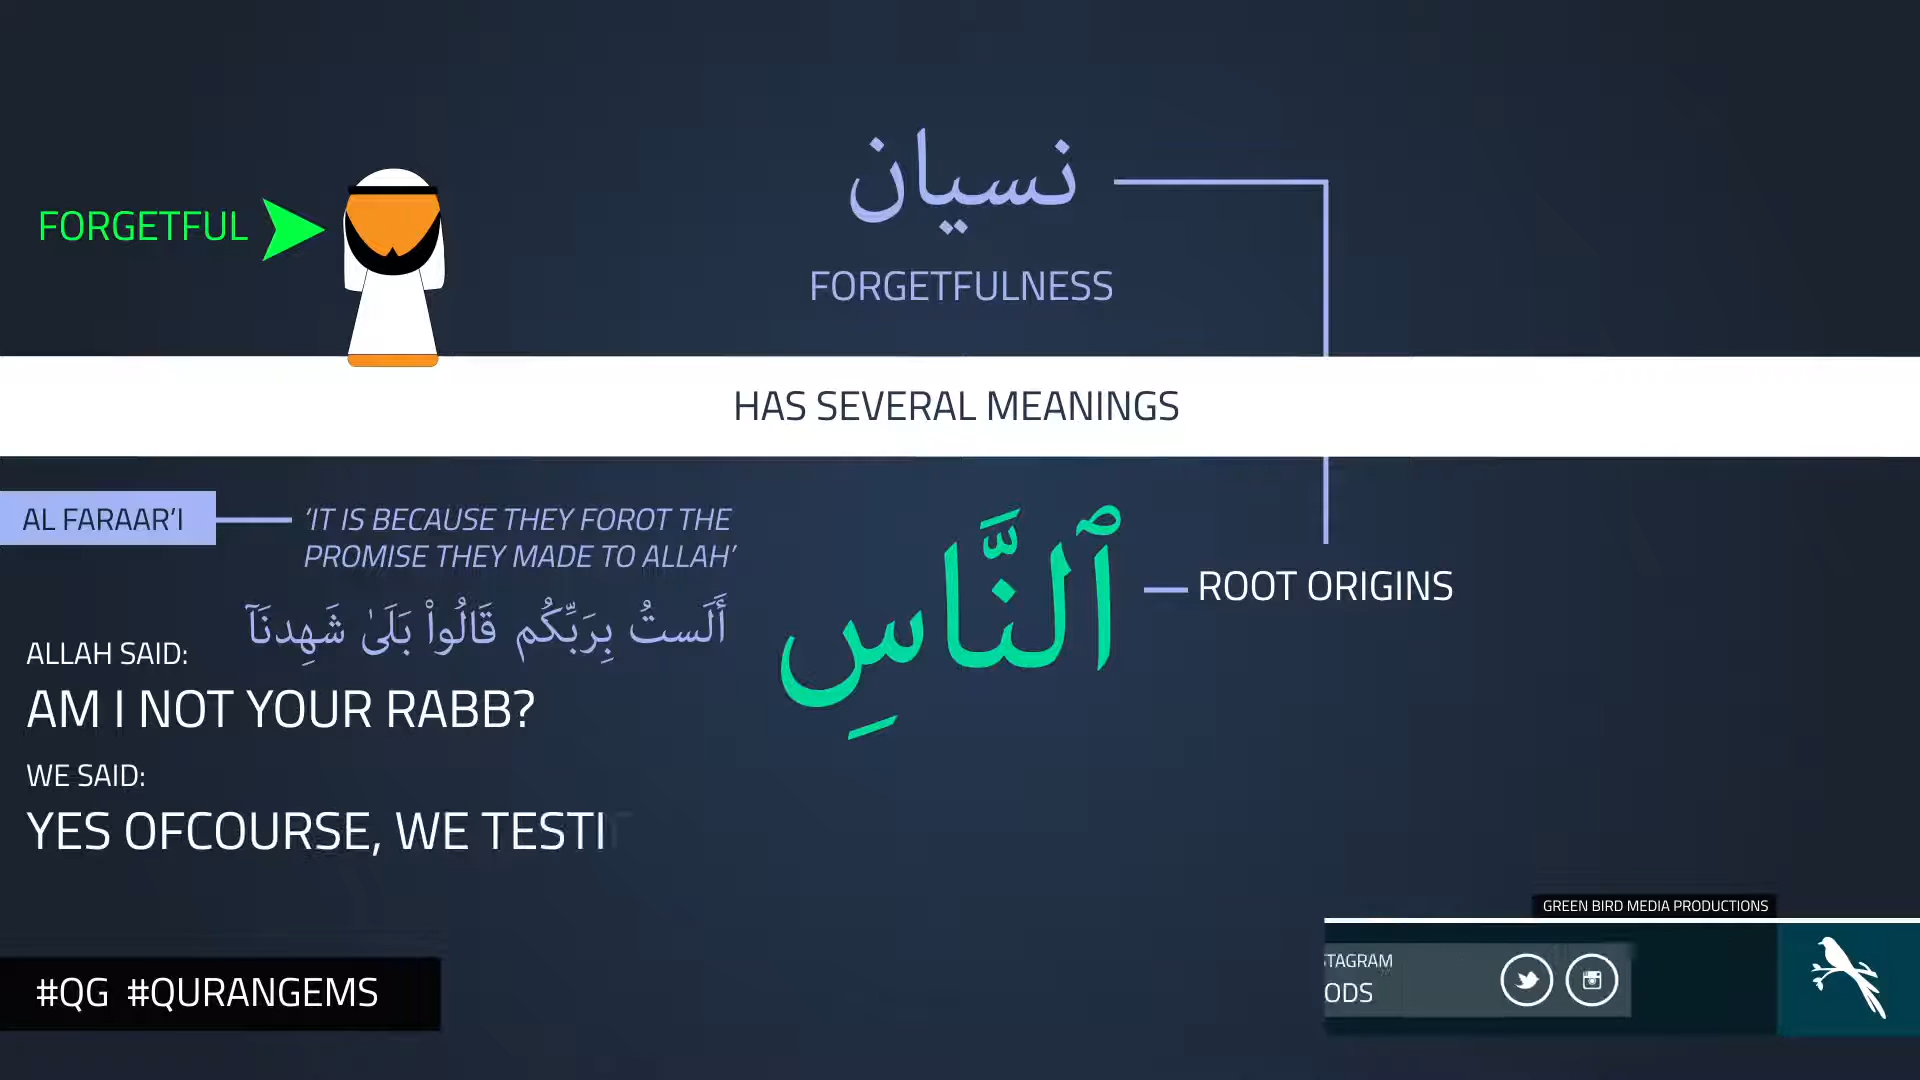 نسيان
FORGETFUL
FORGETFULNESS
HAS SEVERAL MEANINGS
AL FARAAR'I
'IT IS BECAUSE THEY FOROT THE
PROMISE THEY MADE TO ALLAH'
أَلَستُ بِرَبِّكُم قَالُوا۟ بَلَىٰ شَهِدنَآ
ٱلنَّاسِ
ROOT ORIGINS
ALLAH SAID:
AM I NOT YOUR RABB?
WE SAID:
YES OFCOURSE, WE TESTI
GREEN BIRD MEDIA PRODUCTIONS
STAGRAM
ODS
#QG #QURANGEMS